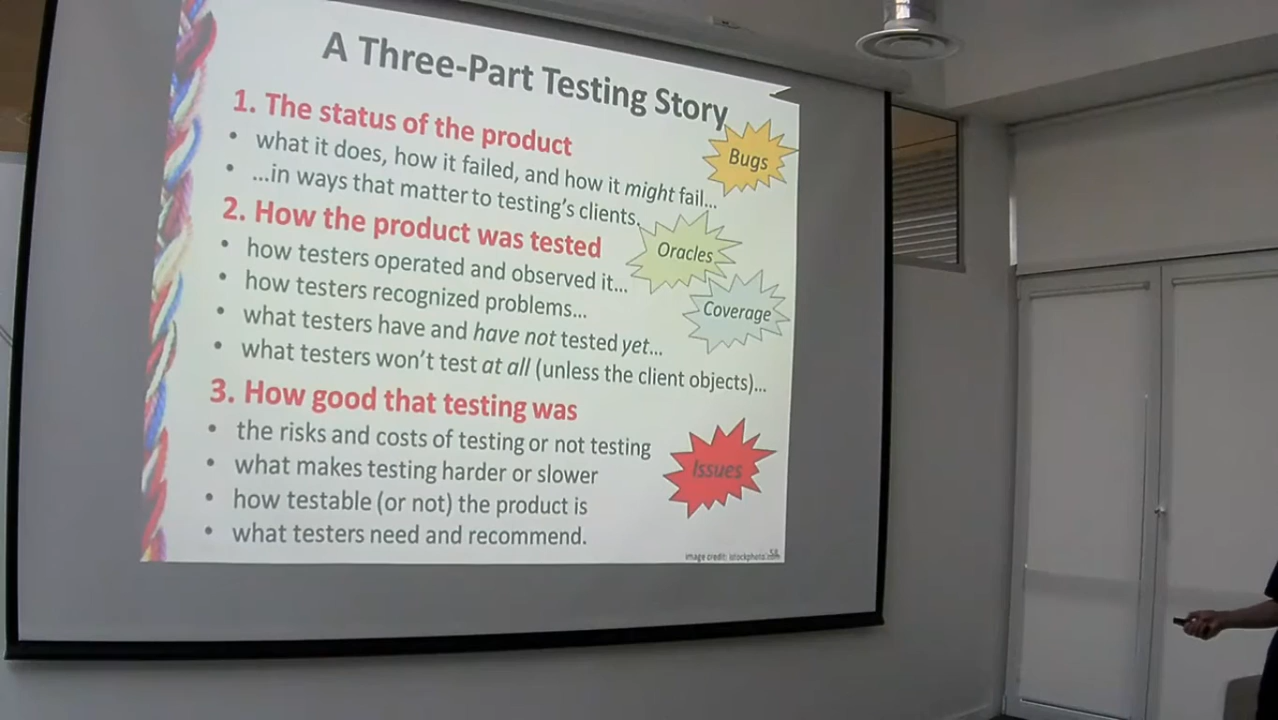 A Three-Part Testing Story
1. The status of the product
• what it does, how it failed, and how it might fail...
• ...in ways that matter to testing's clients.
Bugs
2. How the product was tested
• how testers operated and observed it...
• how testers recognized problems...
• what testers have and have not tested yet...
• what testers won't test at all (unless the client objects)...
Oracles
Coverage
3. How good that testing was
• the risks and costs of testing or not testing
• what makes testing harder or slower
• how testable (or not) the product is
• what testers need and recommend.
Issues
image credit: istockphoto.com